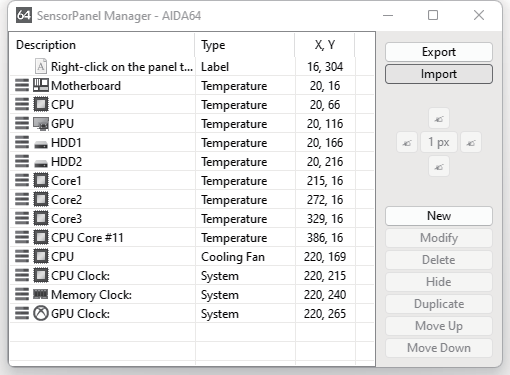 64 SensorPanel Manager - AIDA64
Description Type X, Y
Right-click on the panel t... Label 16, 304
Motherboard Temperature 20, 16
CPU Temperature 20, 66
GPU Temperature 20, 116
HDD1 Temperature 20, 166
HDD2 Temperature 20, 216
Core1 Temperature 215, 16
Core2 Temperature 272, 16
Core3 Temperature 329, 16
CPU Core #11 Temperature 386, 16
CPU Cooling Fan 220, 169
CPU Clock: System 220, 215
Memory Clock: System 220, 240
GPU Clock: System 220, 265
Export
Import
1 px
New
Modify
Delete
Hide
Duplicate
Move Up
Move Down